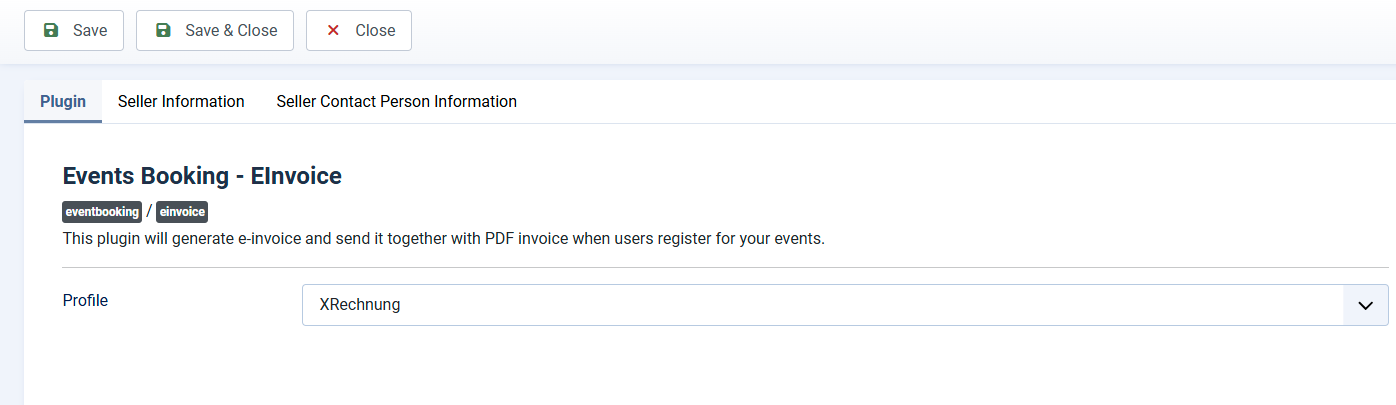 Save Save & Close Close
Plugin Seller Information Seller Contact Person Information
Events Booking - EInvoice
eventbooking / einvoice
This plugin will generate e-invoice and send it together with PDF invoice when users register for your events.
Profile XRechnung